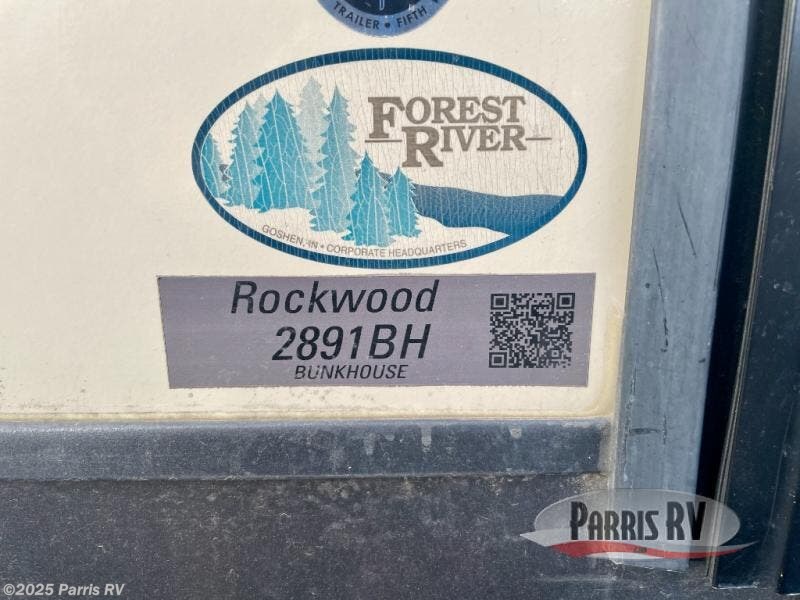 TRAILER • FIFTH
FOREST
RIVER
GOSHEN, IN • CORPORATE HEADQUARTERS
Rockwood
2891BH
BUNKHOUSE
PARRIS RV
©2025 Parris RV